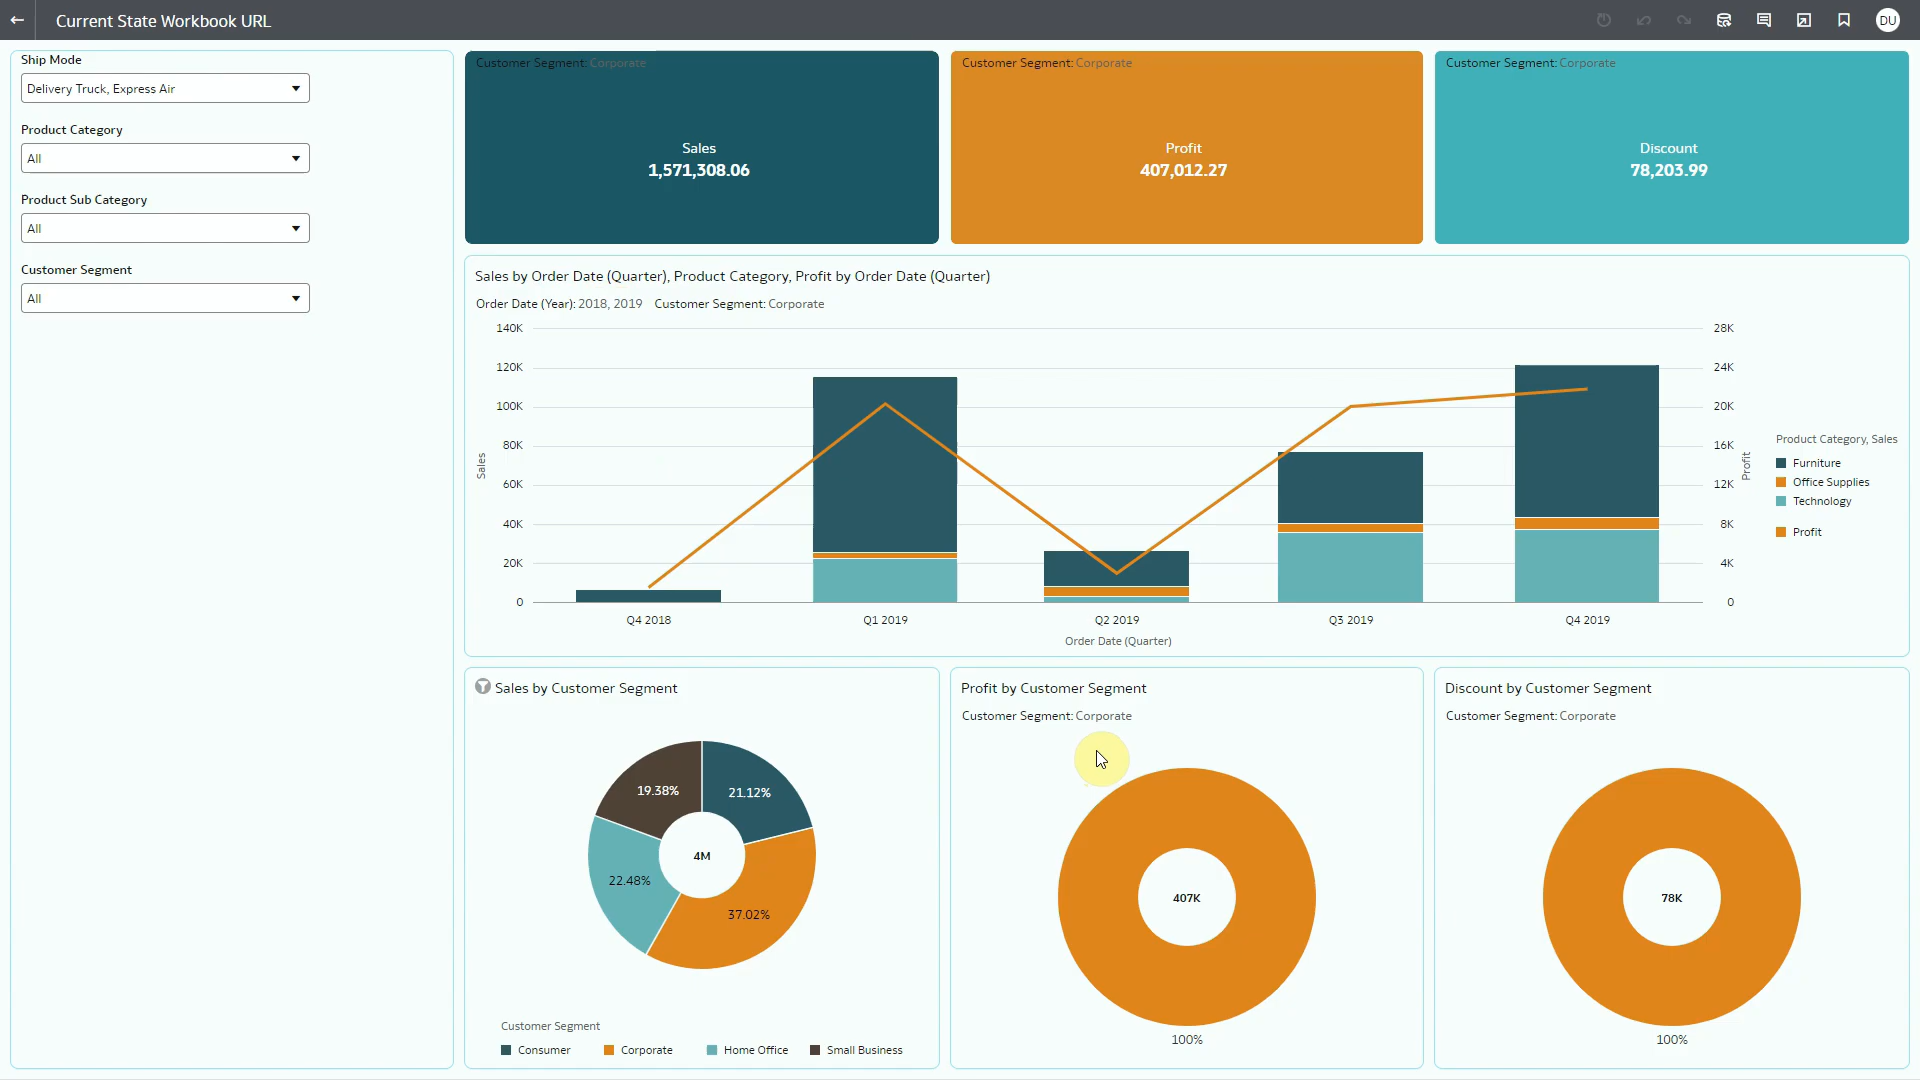 Current State Workbook URL
DU
Ship Mode
Delivery Truck, Express Air
Product Category
All
Product Sub Category
All
Customer Segment
All
Customer Segment: Corporate
Sales
1,571,308.06
Customer Segment: Corporate
Profit
407,012.27
Customer Segment: Corporate
Discount
78,203.99
Sales by Order Date (Quarter), Product Category, Profit by Order Date (Quarter)
Order Date (Year): 2018, 2019 Customer Segment: Corporate
140K
120K
100K
80K
60K
40K
20K
0
Sales
28K
24K
20K
16K
12K
8K
4K
0
Profit
Q4 2018
Q1 2019
Q2 2019
Q3 2019
Q4 2019
Order Date (Quarter)
Product Category, Sales
Furniture
Office Supplies
Technology
Profit
Sales by Customer Segment
19.38%
21.12%
4M
22.48%
37.02%
Customer Segment
Consumer
Corporate
Home Office
Small Business
Profit by Customer Segment
Customer Segment: Corporate
407K
100%
Discount by Customer Segment
Customer Segment: Corporate
78K
100%